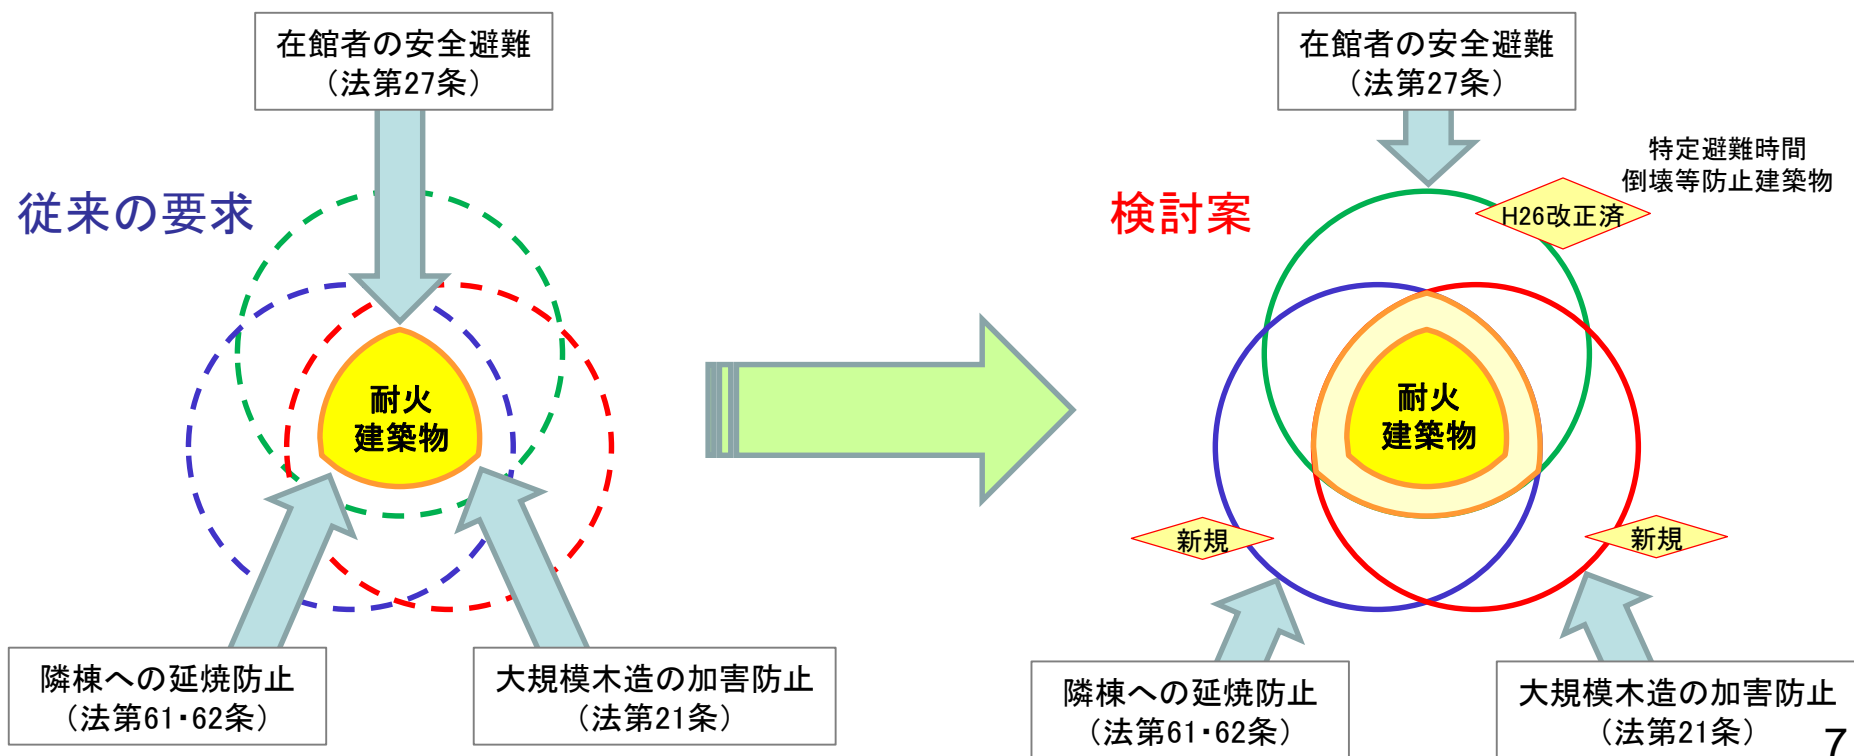 在館者の安全避難
（法第27条）
従来の要求
耐火
建築物
隣棟への延焼防止
（法第61・62条）
大規模木造の加害防止
（法第21条）
在館者の安全避難
（法第27条）
特定避難時間
倒壊等防止建築物
検討案
H26改正済
耐火
建築物
新規
新規
隣棟への延焼防止
（法第61・62条）
大規模木造の加害防止
（法第21条）
7